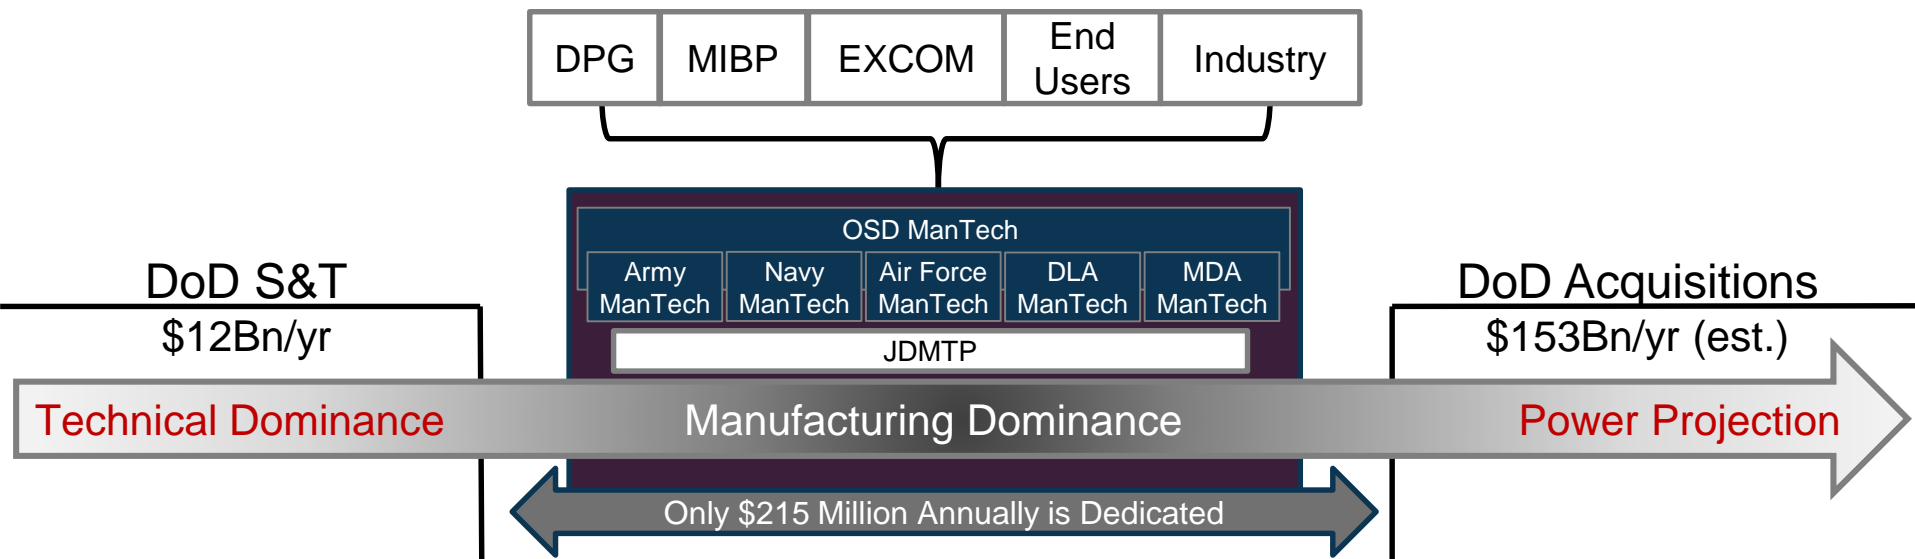 DPG
MIBP
EXCOM
End
Users
Industry
OSD ManTech
Army
ManTech
Navy
ManTech
Air Force
ManTech
DLA
ManTech
MDA
ManTech
JDMTP
DoD S&T
$12Bn/yr
DoD Acquisitions
$153Bn/yr (est.)
Technical Dominance
Manufacturing Dominance
Power Projection
Only $215 Million Annually is Dedicated